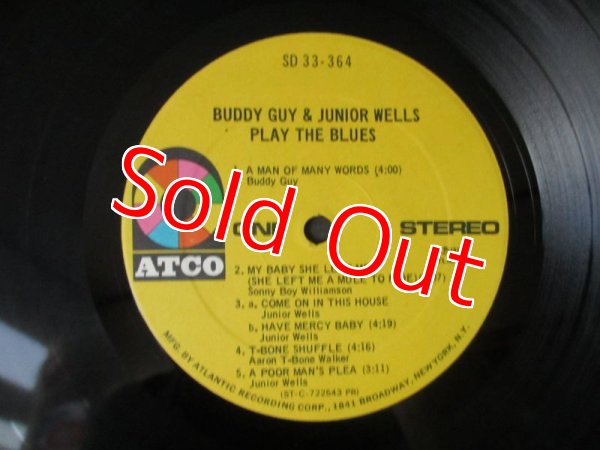 SD 33-364
BUDDY GUY & JUNIOR WELLS
PLAY THE BLUES
1. A MAN OF MANY WORDS (4:00)
Buddy Guy
Sold Out
ONE
STEREO
ATCO
2. MY BABY SHE
(SHE LEFT ME A MULE TO
Sonny Boy Williamson
3. a. COME ON IN THIS HOUSE
Junior Wells
b. HAVE MERCY BABY (4:19)
Junior Wells
4. T-BONE SHUFFLE (4:16)
Aaron T-Bone Walker
5. A POOR MAN'S PLEA (3:11)
Junior Wells
(ST-C-722643 PR)
MFG. BY ATLANTIC RECORDING CORP., 1841 BROADWAY, NEW YORK, N.Y.